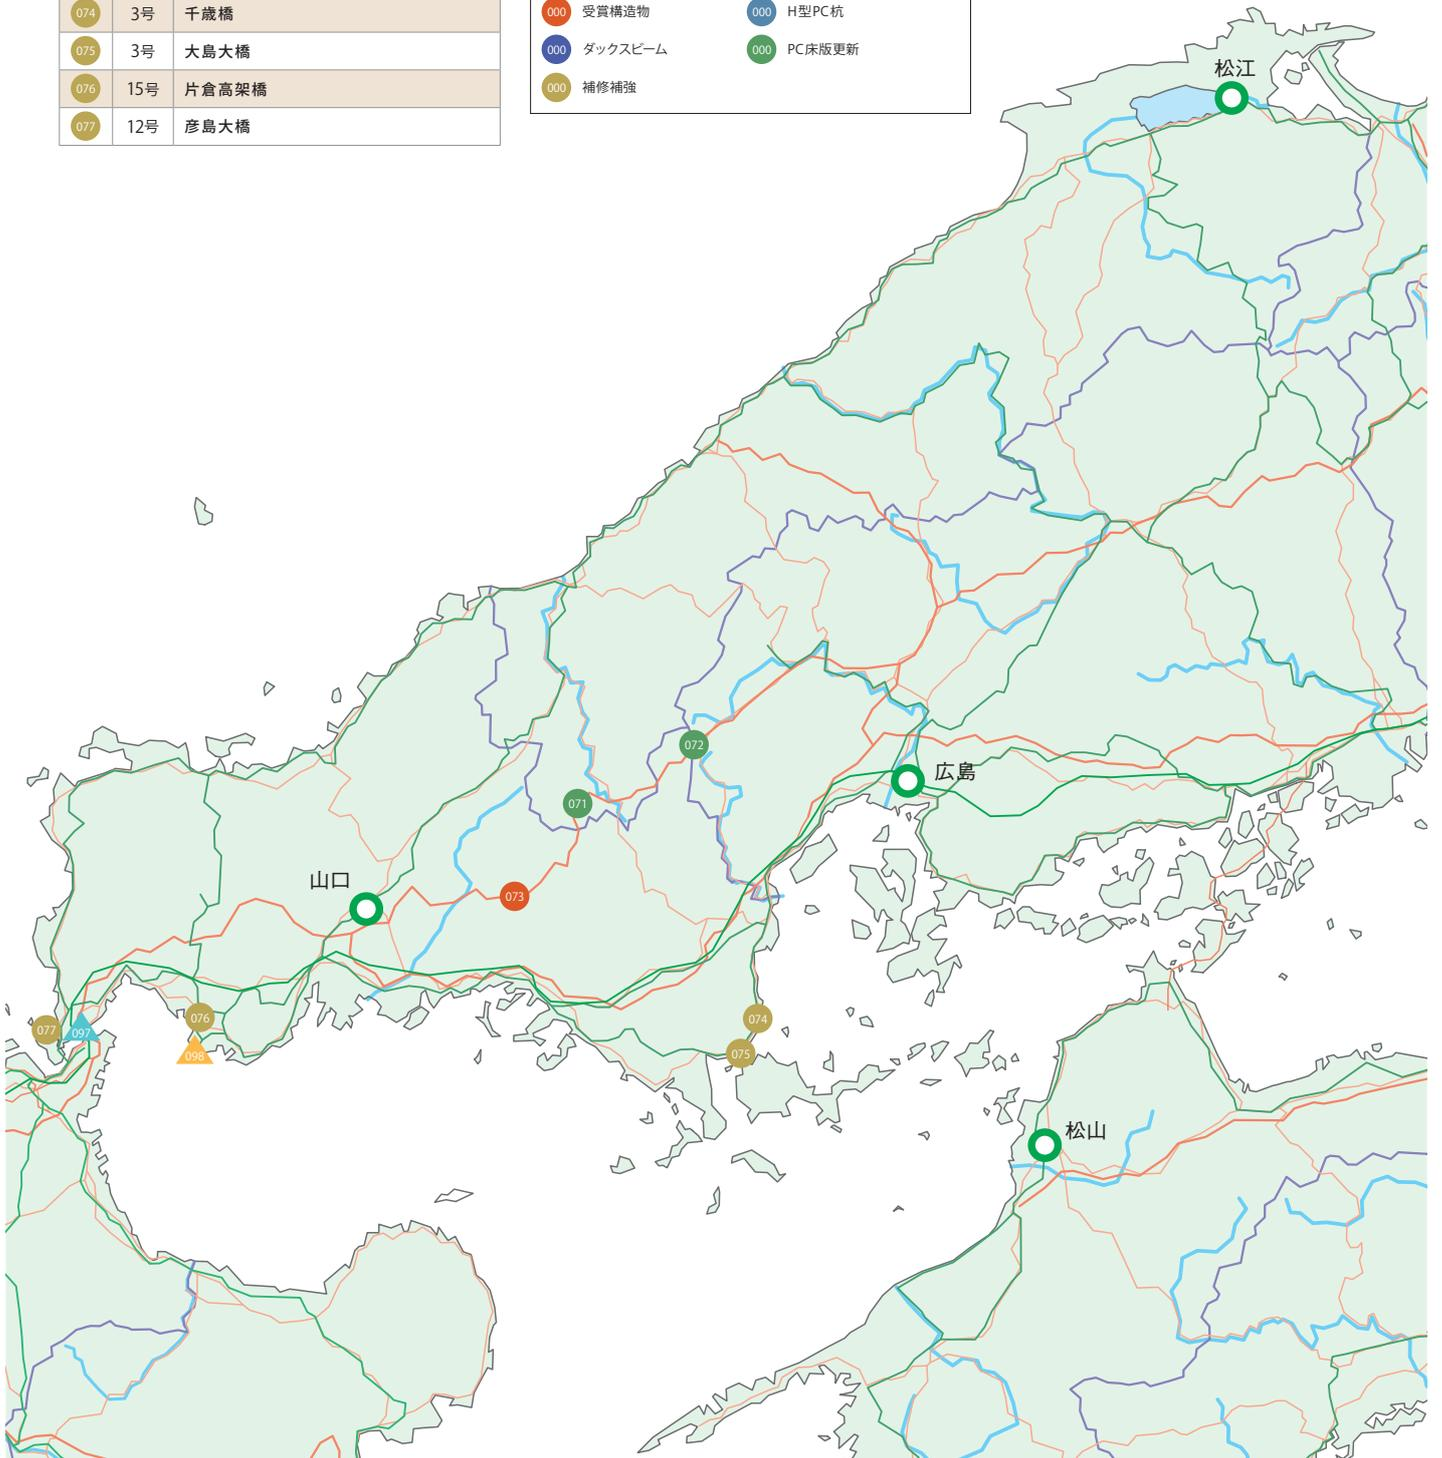 074 3号 千歳橋
075 3号 大島大橋
076 15号 片倉高架橋
077 12号 彦島大橋
000 受賞構造物 000 H型PC杭
000 ダックスビーム 000 PC床版更新
000 補修補強
松江
072
広島
071
山口
073
076
074
077
097
075
098
松山